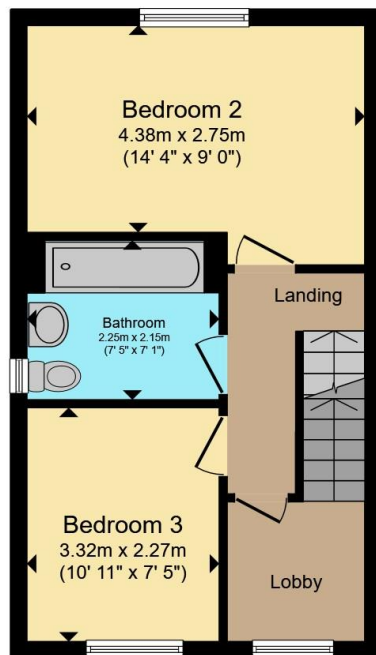 Bedroom 2
4.38m x 2.75m
(14' 4" x 9' 0")
Landing
Bathroom
2.25m x 2.15m
(7' 5" x 7' 1")
Bedroom 3
3.32m x 2.27m
(10' 11" x 7' 5")
Lobby